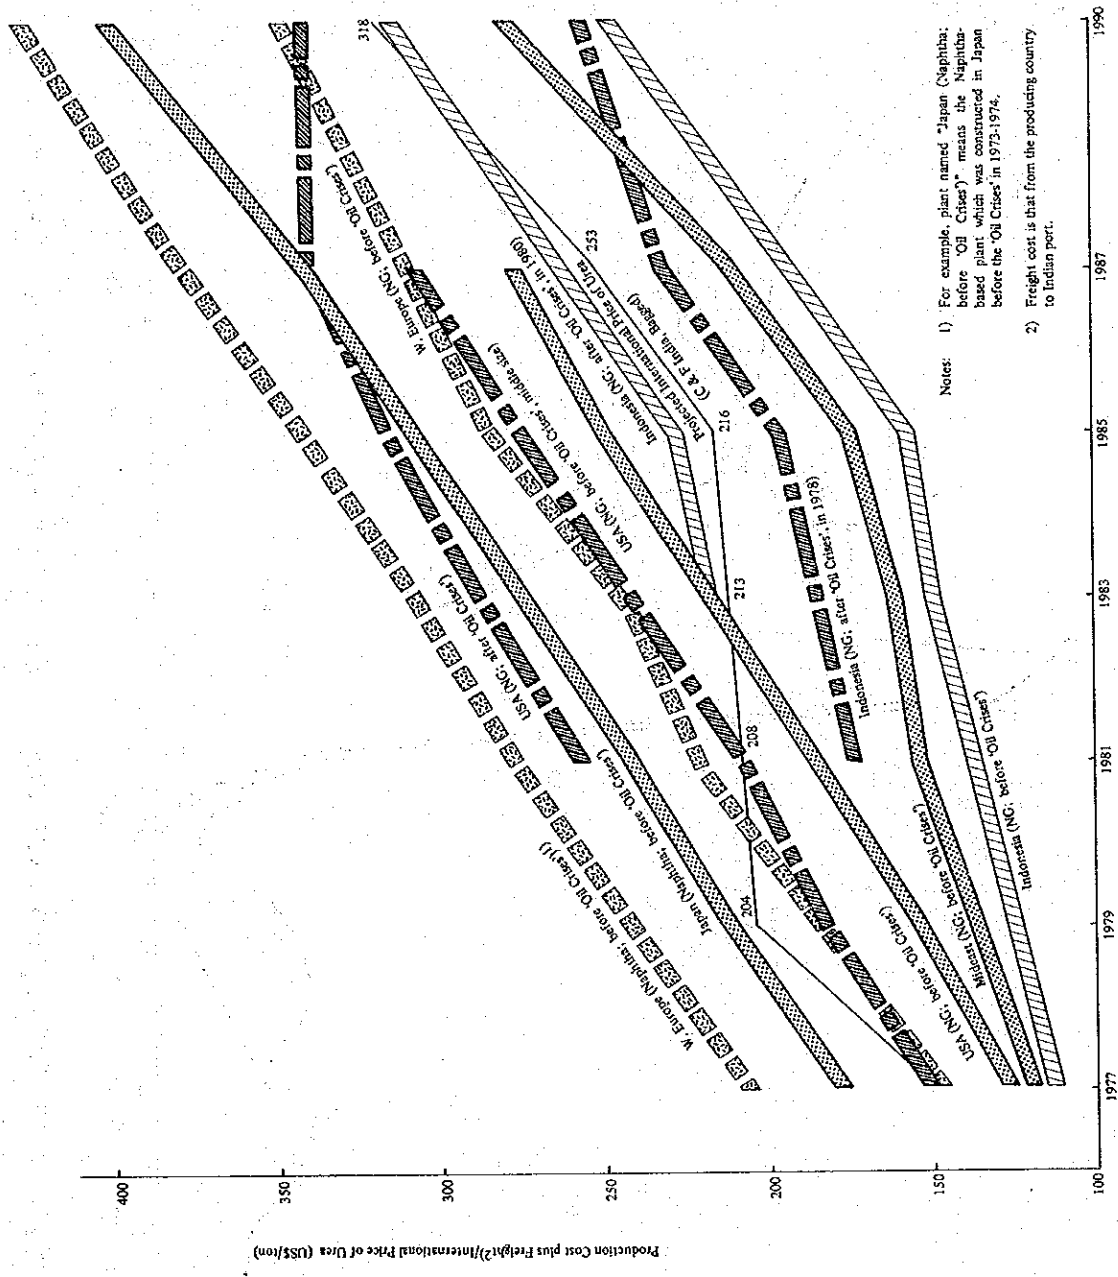 Production Cost plus Freight2)/International Price of Urea (US$/ton)
400
350
300
250
200
150
100
1977
1979
1981
1983
1985
1987
1990
W. Europe (Naphtha; before 'Oil Crises')1)
Japan (Naphtha; before 'Oil Crises')
USA (NG; after 'Oil Crises')
W. Europe (NG; before 'Oil Crises')
USA (NG; before 'Oil Crises', middle size)
Indonesia (NG; after 'Oil Crises', in 1980)
Projected International Price of Urea
(C & F India, Bagged)
Indonesia (NG; after 'Oil Crises', in 1978)
USA (NG; before 'Oil Crises')
Mideast (NG; before 'Oil Crises')
Indonesia (NG; before 'Oil Crises')
204
208
213
216
253
318
Notes: 1) For example, plant named "Japan (Naphtha;
before 'Oil Crises')" means the Naphtha-
based plant which was constructed in Japan
before the 'Oil Crises' in 1973-1974.
2) Freight cost is that from the producing country
to Indian port.